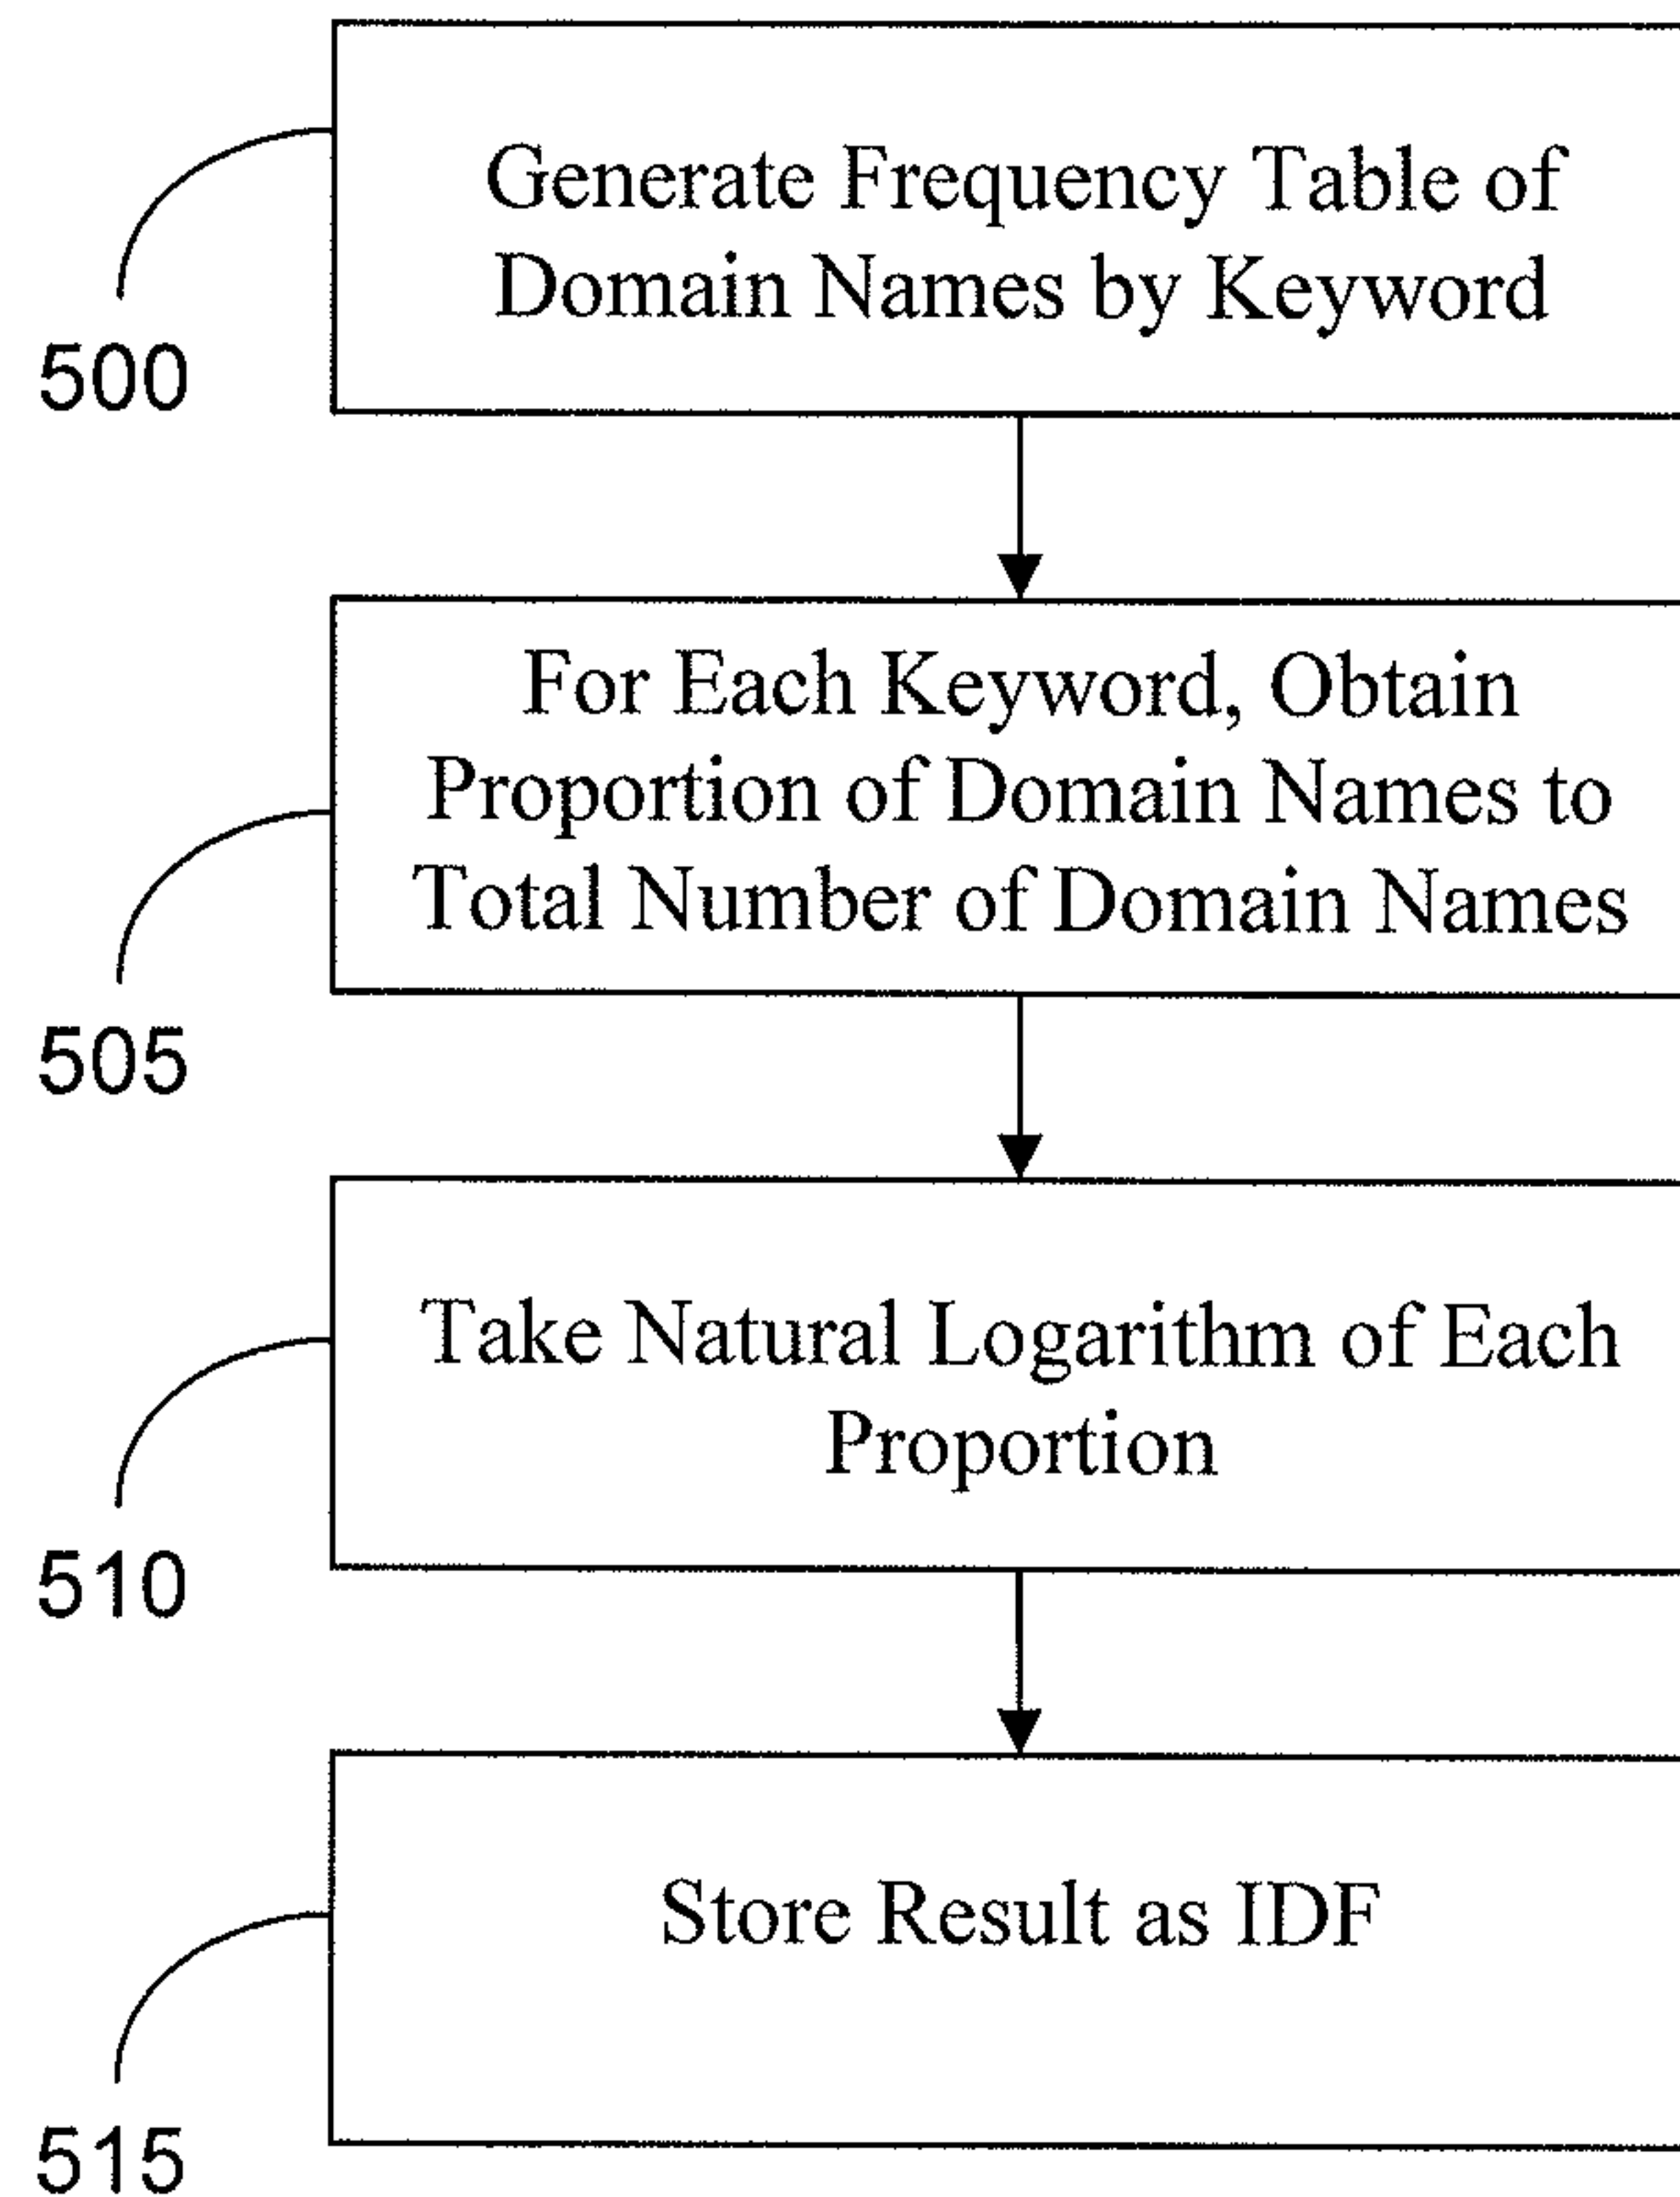 Generate Frequency Table of
Domain Names by Keyword
500
For Each Keyword, Obtain
Proportion of Domain Names to
Total Number of Domain Names
505
Take Natural Logarithm of Each
Proportion
510
Store Result as IDF
515